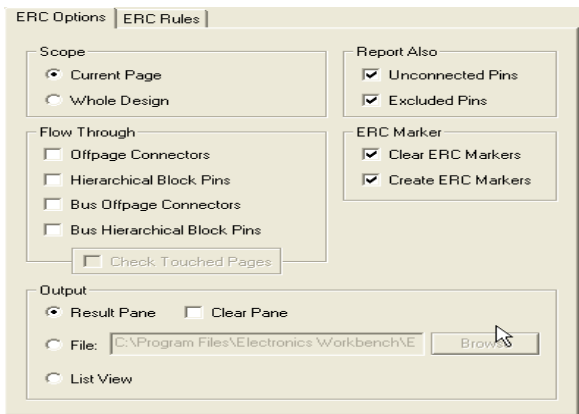 ERC Options
ERC Rules
Scope
Current Page
Whole Design
Report Also
Unconnected Pins
Excluded Pins
Flow Through
Offpage Connectors
Hierarchical Block Pins
Bus Offpage Connectors
Bus Hierarchical Block Pins
Check Touched Pages
ERC Marker
Clear ERC Markers
Create ERC Markers
Output
Result Pane
Clear Pane
File: C:\Program Files\Electronics Workbench\E
Browse
List View